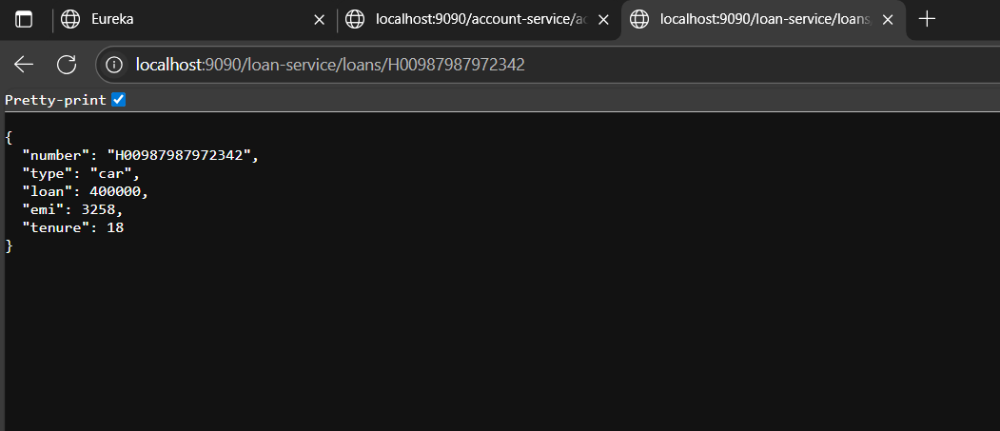 Eureka
localhost:9090/account-service/ac
localhost:9090/loan-service/loans
localhost:9090/loan-service/loans/H00987987972342
Pretty-print
{
  "number": "H00987987972342",
  "type": "car",
  "loan": 400000,
  "emi": 3258,
  "tenure": 18
}